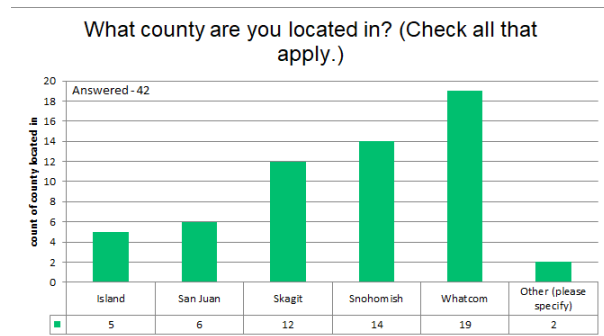 What county are you located in? (Check all that
apply.)
Answered - 42
count of county located in
20
18
16
14
12
10
8
6
4
2
0
Island San Juan Skagit Snohomish Whatcom Other (please
specify)
5 6 12 14 19 2